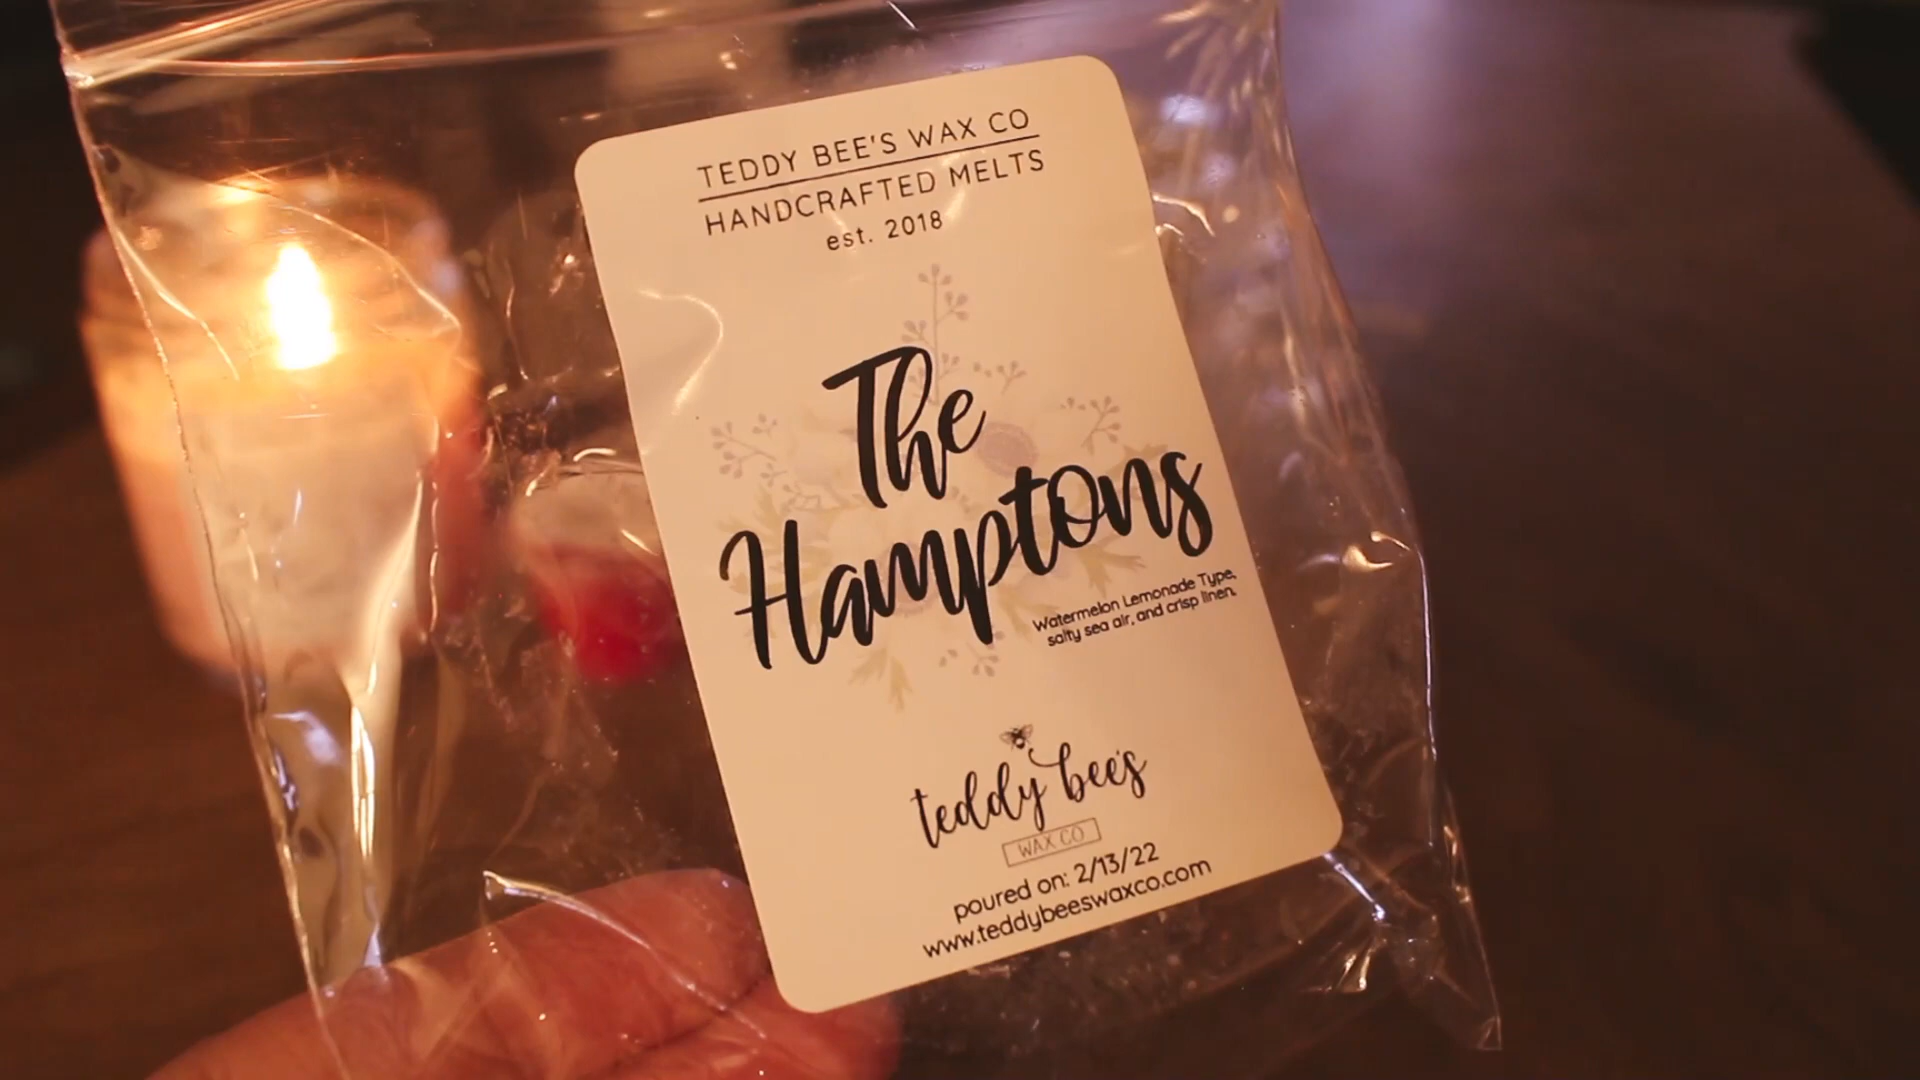 TEDDY BEE'S WAX CO
HANDCRAFTED MELTS
est. 2018
The
Hamptons
Watermelon Lemonade Type,
salty sea air, and crisp linen.
teddy bee's
WAX CO
poured on: 2/13/22
www.teddybeeswaxco.com